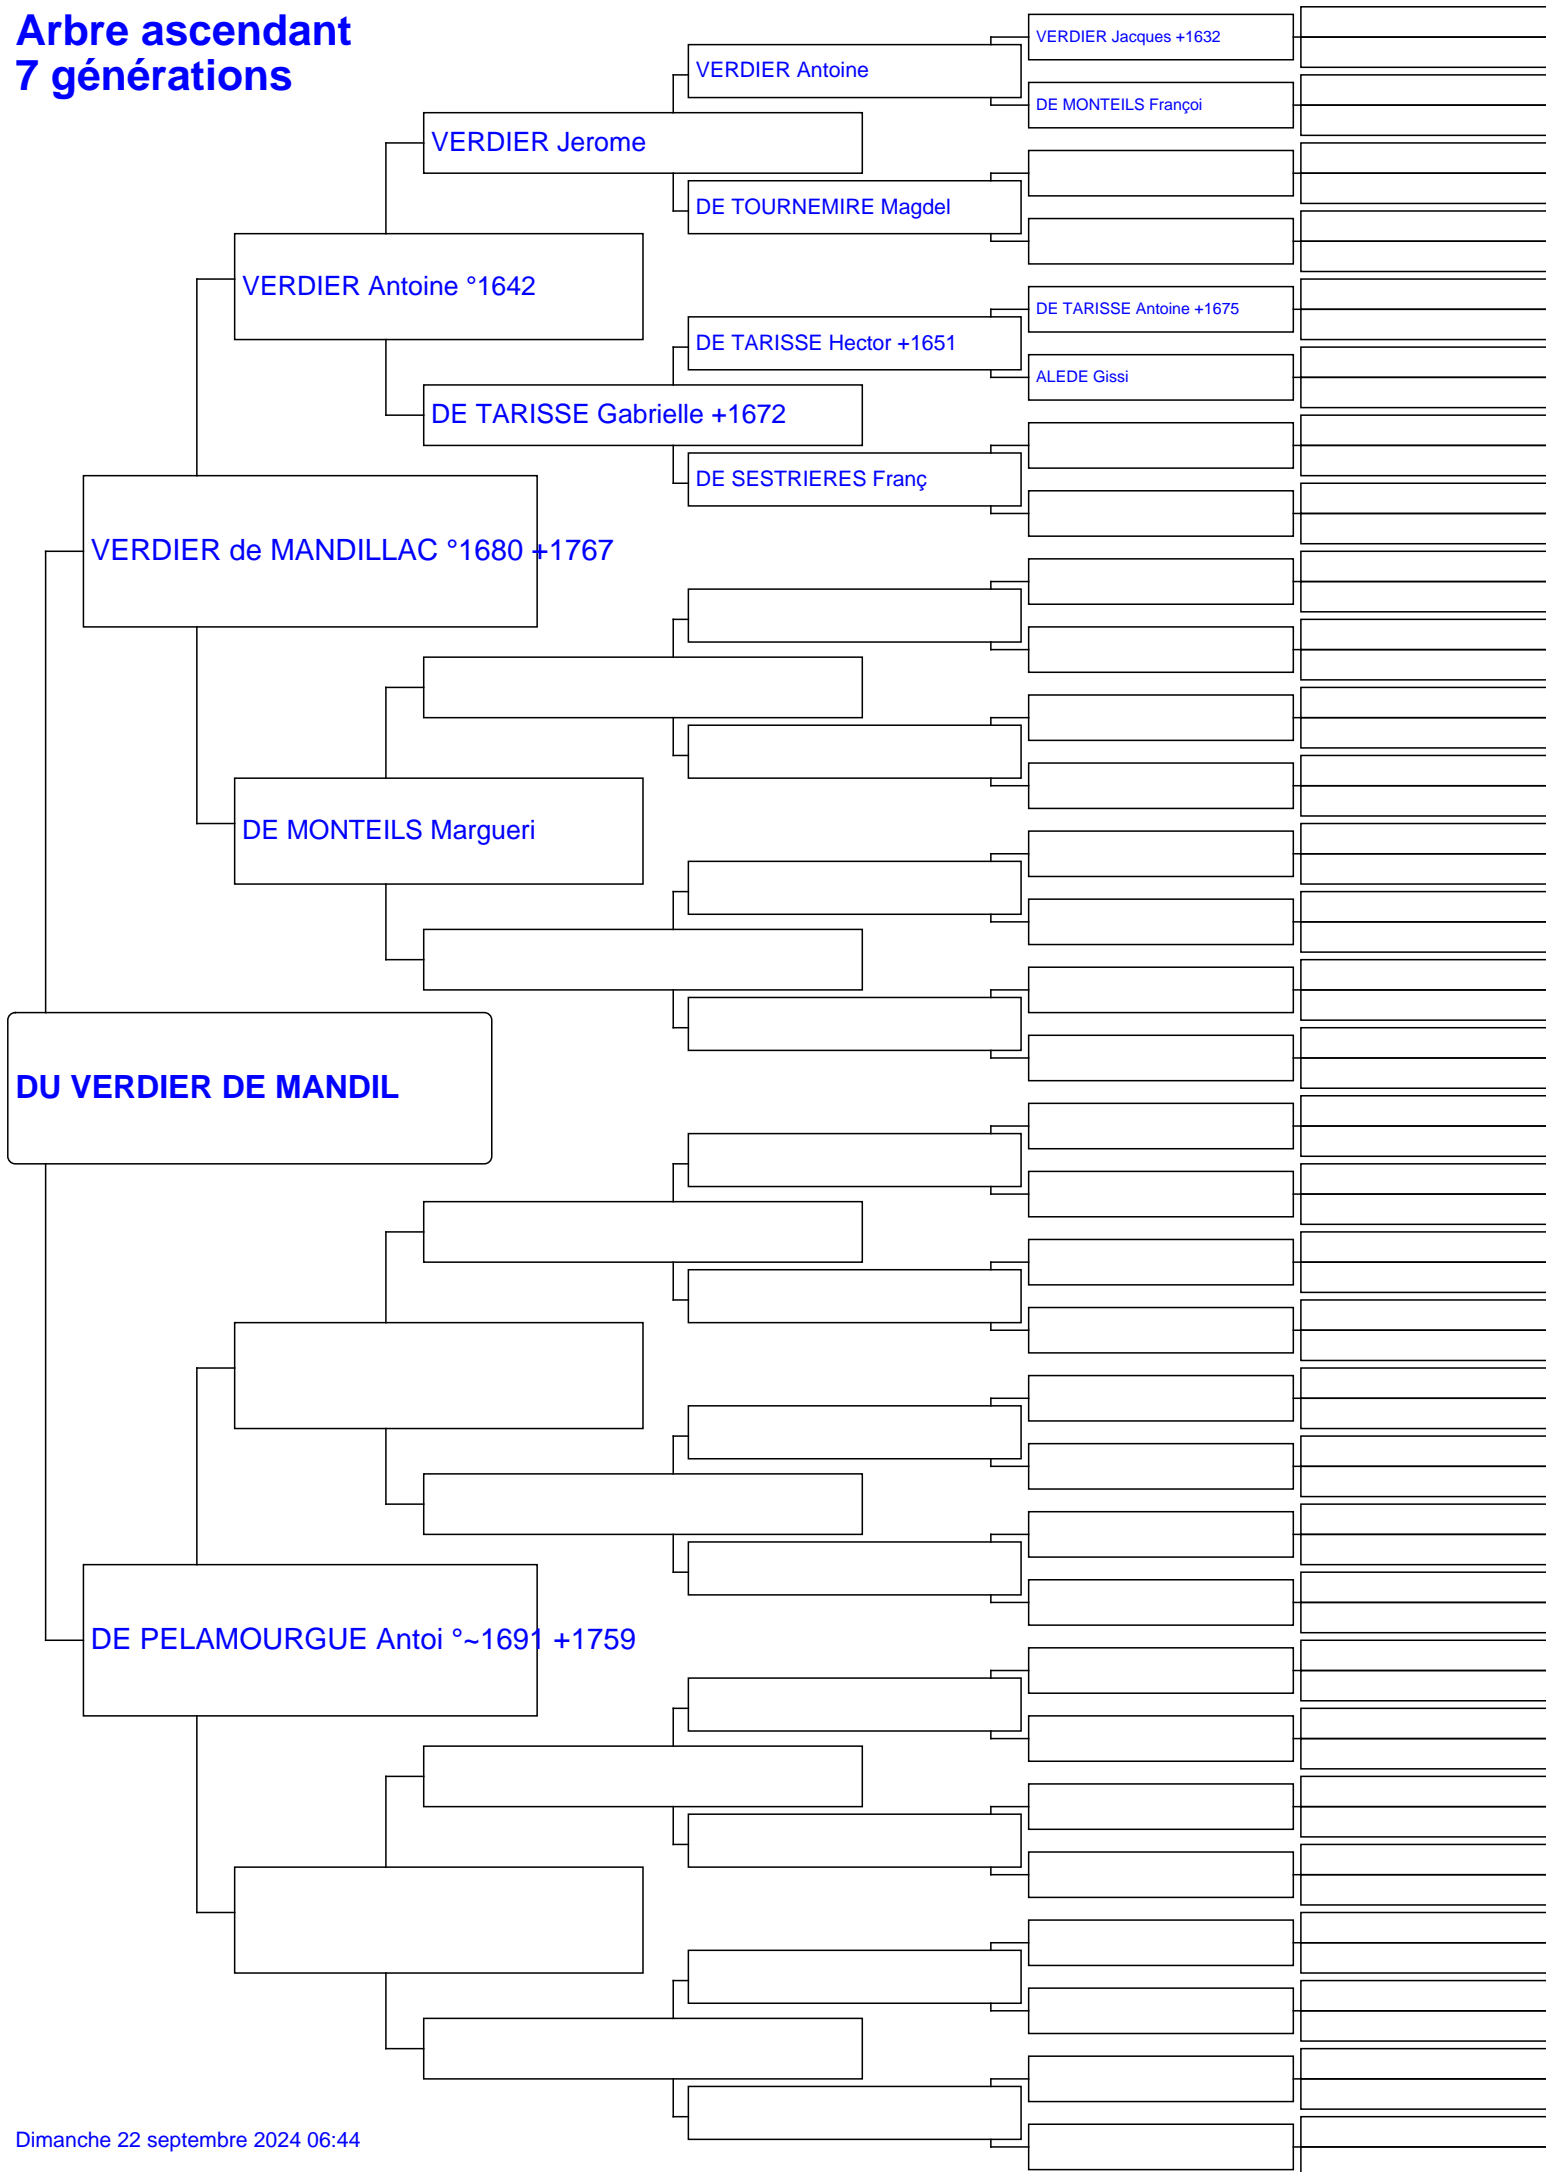 Arbre ascendant
7 générations
VERDIER Jacques +1632
VERDIER Antoine
DE MONTEILS Françoi
VERDIER Jerome
DE TOURNEMIRE Magdel
VERDIER Antoine °1642
DE TARISSE Antoine +1675
DE TARISSE Hector +1651
ALEDE Gissi
DE TARISSE Gabrielle +1672
DE SESTRIERES Franç
VERDIER de MANDILLAC °1680 +1767
DE MONTEILS Margueri
DU VERDIER DE MANDIL
DE PELAMOURGUE Antoi °~1691 +1759
Dimanche 22 septembre 2024 06:44